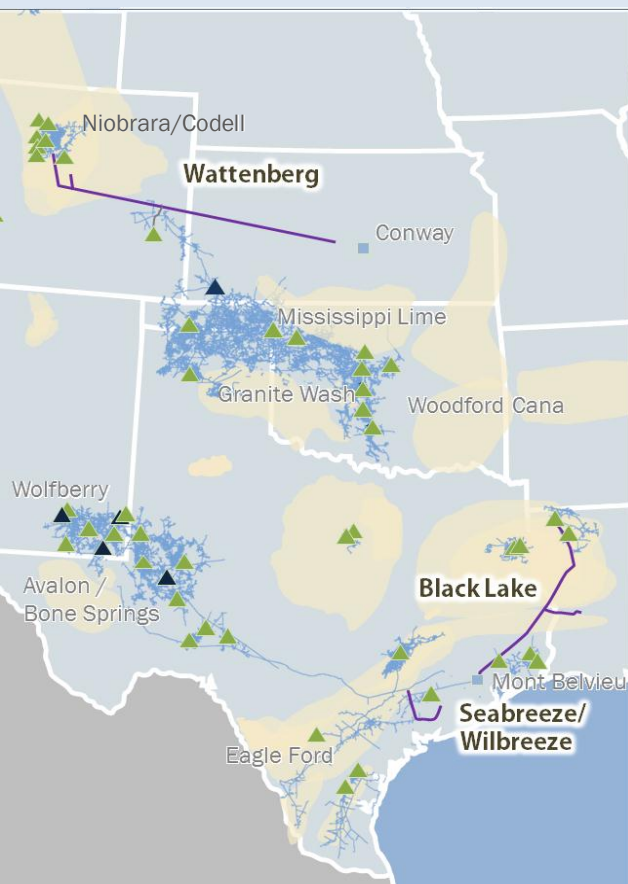 Niobrara/Codell
Wattenberg
Conway
Mississippi Lime
Granite Wash
Woodford Cana
Wolfberry
Avalon /
Bone Springs
Black Lake
Mont Belvieu
Seabreeze/
Wilbreeze
Eagle Ford